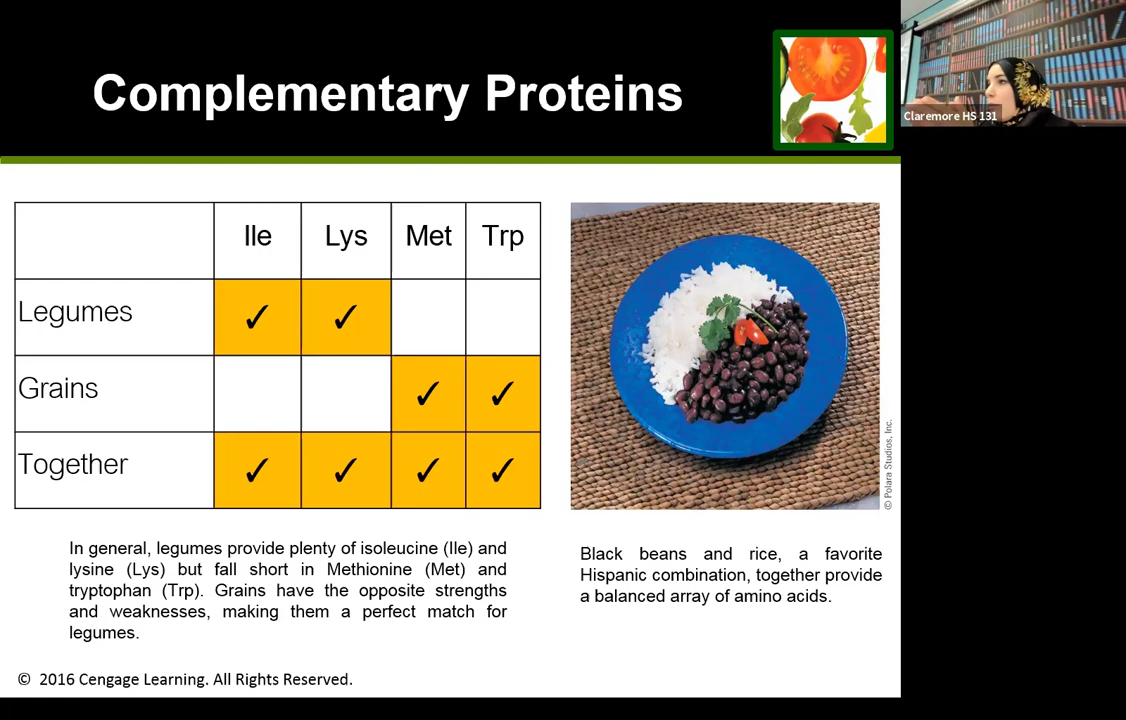 Complementary Proteins
Claremore HS 131
Ile Lys Met Trp
Legumes ✓ ✓
Grains ✓ ✓
Together ✓ ✓ ✓ ✓
© Polara Studios, Inc.
In general, legumes provide plenty of isoleucine (Ile) and
lysine (Lys) but fall short in Methionine (Met) and
tryptophan (Trp). Grains have the opposite strengths
and weaknesses, making them a perfect match for
legumes.
Black beans and rice, a favorite
Hispanic combination, together provide
a balanced array of amino acids.
© 2016 Cengage Learning. All Rights Reserved.